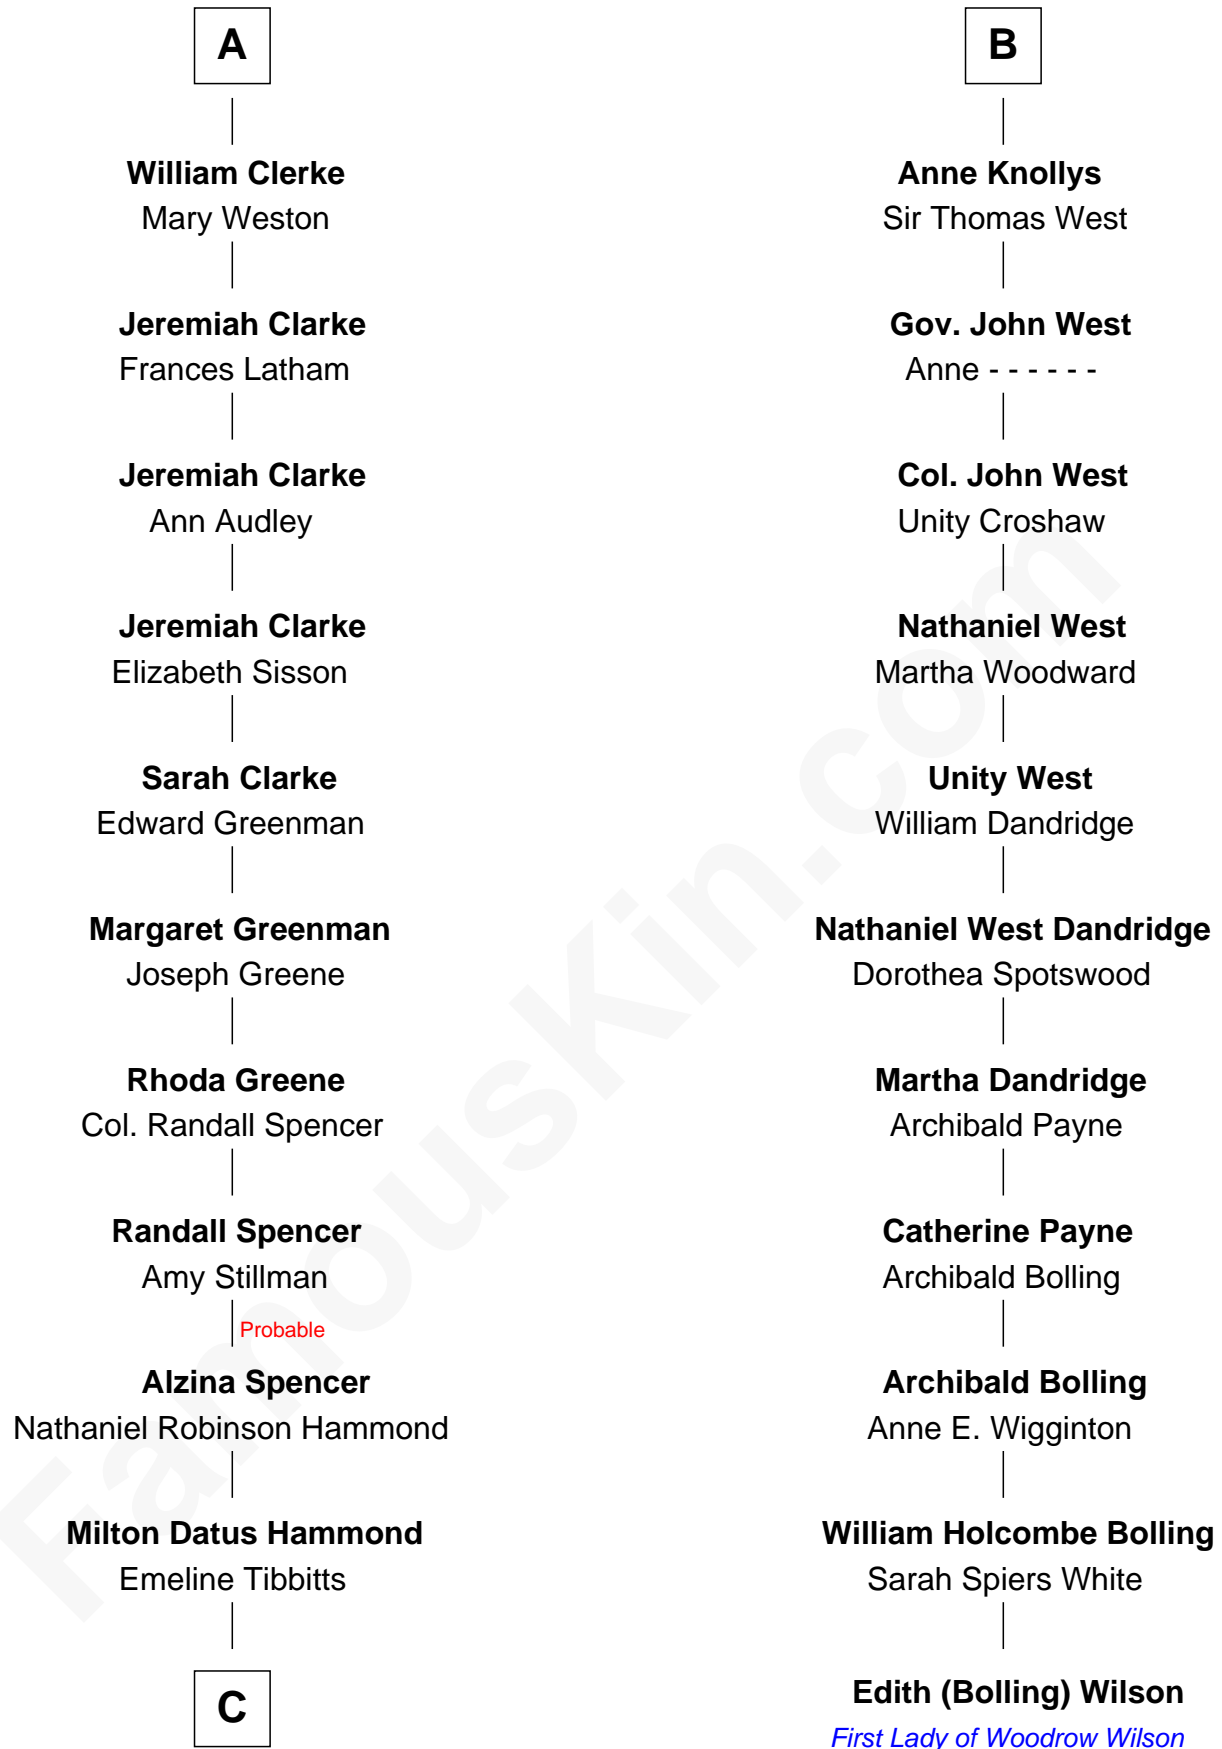 A
William Clerke
Mary Weston
Jeremiah Clarke
Frances Latham
Jeremiah Clarke
Ann Audley
Jeremiah Clarke
Elizabeth Sisson
Sarah Clarke
Edward Greenman
Margaret Greenman
Joseph Greene
Rhoda Greene
Col. Randall Spencer
Randall Spencer
Amy Stillman
Probable
Alzina Spencer
Nathaniel Robinson Hammond
Milton Datus Hammond
Emeline Tibbitts
C
B
Anne Knollys
Sir Thomas West
Gov. John West
Anne - - - - - -
Col. John West
Unity Croshaw
Nathaniel West
Martha Woodward
Unity West
William Dandridge
Nathaniel West Dandridge
Dorothea Spotswood
Martha Dandridge
Archibald Payne
Catherine Payne
Archibald Bolling
Archibald Bolling
Anne E. Wigginton
William Holcombe Bolling
Sarah Spiers White
Edith (Bolling) Wilson
First Lady of Woodrow Wilson
FamousKin.com